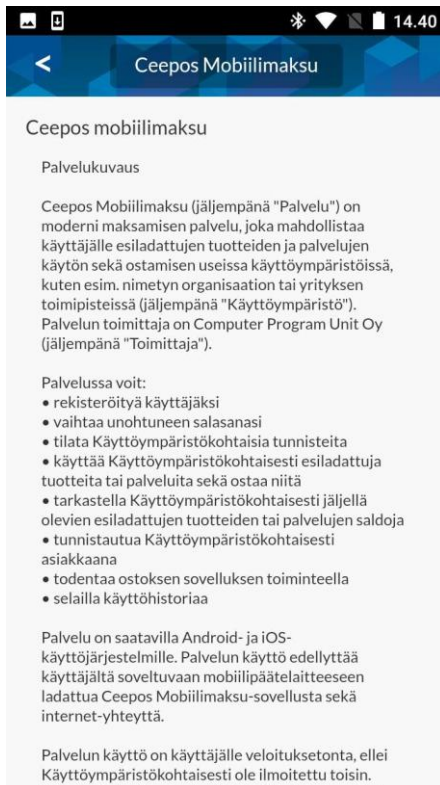 14.40
<
Ceepos Mobiilimaksu
Ceepos mobiilimaksu
Palvelukuvaus
Ceepos Mobiilimaksu (jäljempänä "Palvelu") on
moderni maksamisen palvelu, joka mahdollistaa
käyttäjälle esiladattujen tuotteiden ja palvelujen
käytön sekä ostamisen useissa käyttöympäristöissä,
kuten esim. nimetyn organisaation tai yrityksen
toimipisteissä (jäljempänä "Käyttöympäristö").
Palvelun toimittaja on Computer Program Unit Oy
(jäljempänä "Toimittaja").
Palvelussa voit:
• rekisteröityä käyttäjäksi
• vaihtaa unohtuneen salasanasi
• tilata Käyttöympäristökohtaisia tunnisteita
• käyttää Käyttöympäristökohtaisesti esiladattuja
tuotteita tai palveluita sekä ostaa niitä
• tarkastella Käyttöympäristökohtaisesti jäljellä
olevien esiladattujen tuotteiden tai palvelujen saldoja
• tunnistautua Käyttöympäristökohtaisesti
asiakkaana
• todentaa ostoksen sovelluksen toiminteella
• selailla käyttöhistoriaa
Palvelu on saatavilla Android- ja iOS-
käyttöjärjestelmille. Palvelun käyttö edellyttää
käyttäjältä soveltuvaan mobiilipäätelaitteeseen
ladattua Ceepos Mobiilimaksu-sovellusta sekä
internet-yhteyttä.
Palvelun käyttö on käyttäjälle veloituksetonta, ellei
Käyttöympäristökohtaisesti ole ilmoitettu toisin.